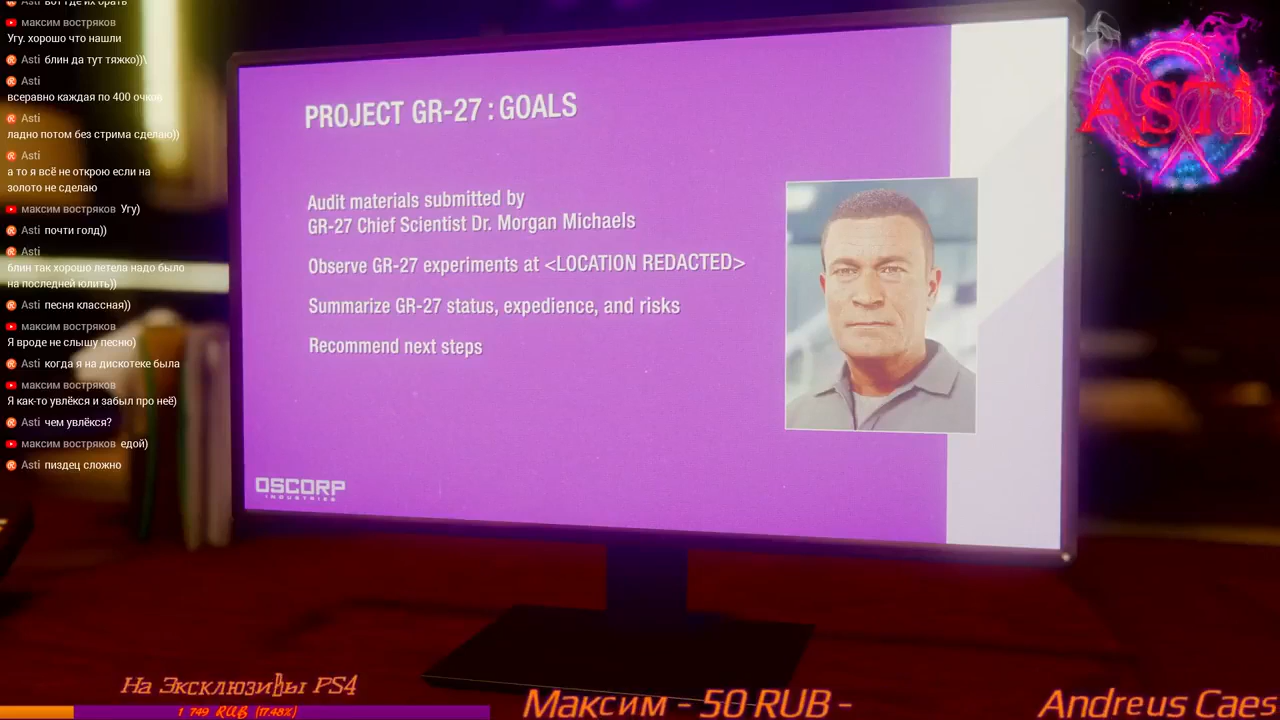 Asti вот где их брать
максим востряков
Угу. хорошо что нашли
Asti блин да тут тяжко))\
Asti
всеравно каждая по 400 очков
Asti
ладно потом без стрима сделаю))
Asti
а то я всё не открою если на
золото не сделаю
максим востряков Угу)
Asti почти голд))
Asti
блин так хорошо летела надо было
на последней юлить))
Asti песня классная))
максим востряков
Я вроде не слышу песню)
Asti когда я на дискотеке была
максим востряков
Я как-то увлёкся и забыл про неё)
Asti чем увлёкся?
максим востряков едой)
Asti пиздец сложно
PROJECT GR-27 : GOALS
Audit materials submitted by
GR-27 Chief Scientist Dr. Morgan Michaels
Observe GR-27 experiments at <LOCATION REDACTED>
Summarize GR-27 status, expedience, and risks
Recommend next steps
OSCORP
INDUSTRIES
ASTi
На Эксклюзивы PS4
1 749 RUB (17.48%)
Максим - 50 RUB -
Andreus Caes